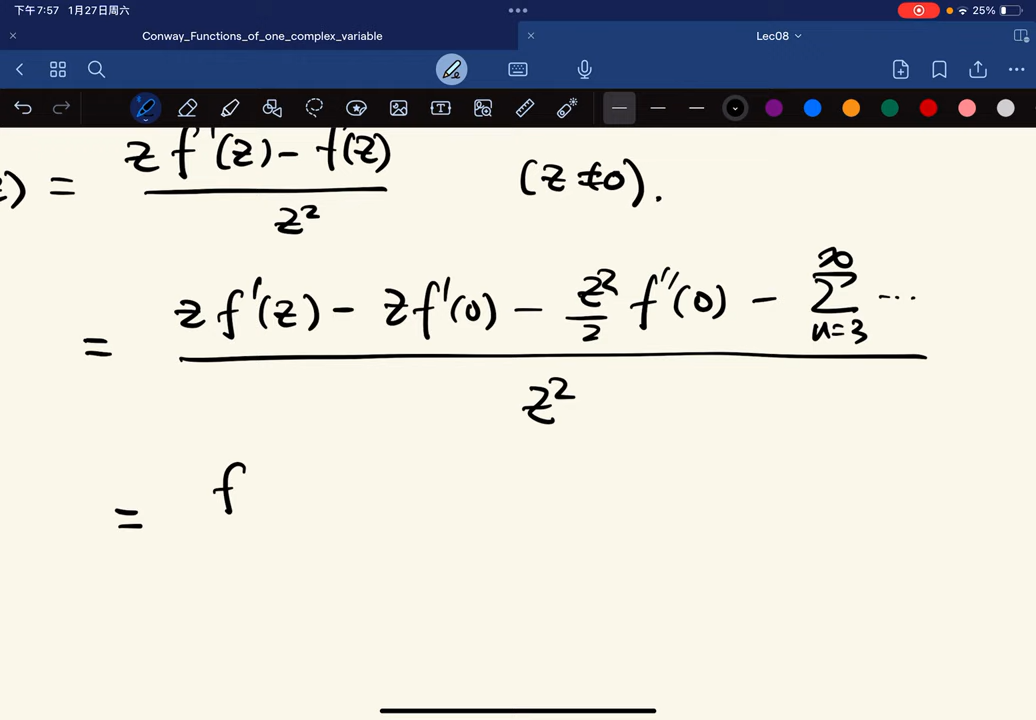 下午7:57 1月27日周六
25%
Conway_Functions_of_one_complex_variable
Lec08
z) = (z f'(z) - f(z)) / z² (z ≠ 0).
= (z f'(z) - z f'(0) - z²/2 f''(0) - ∑_{n=3}^{∞} ...) / z²
= f